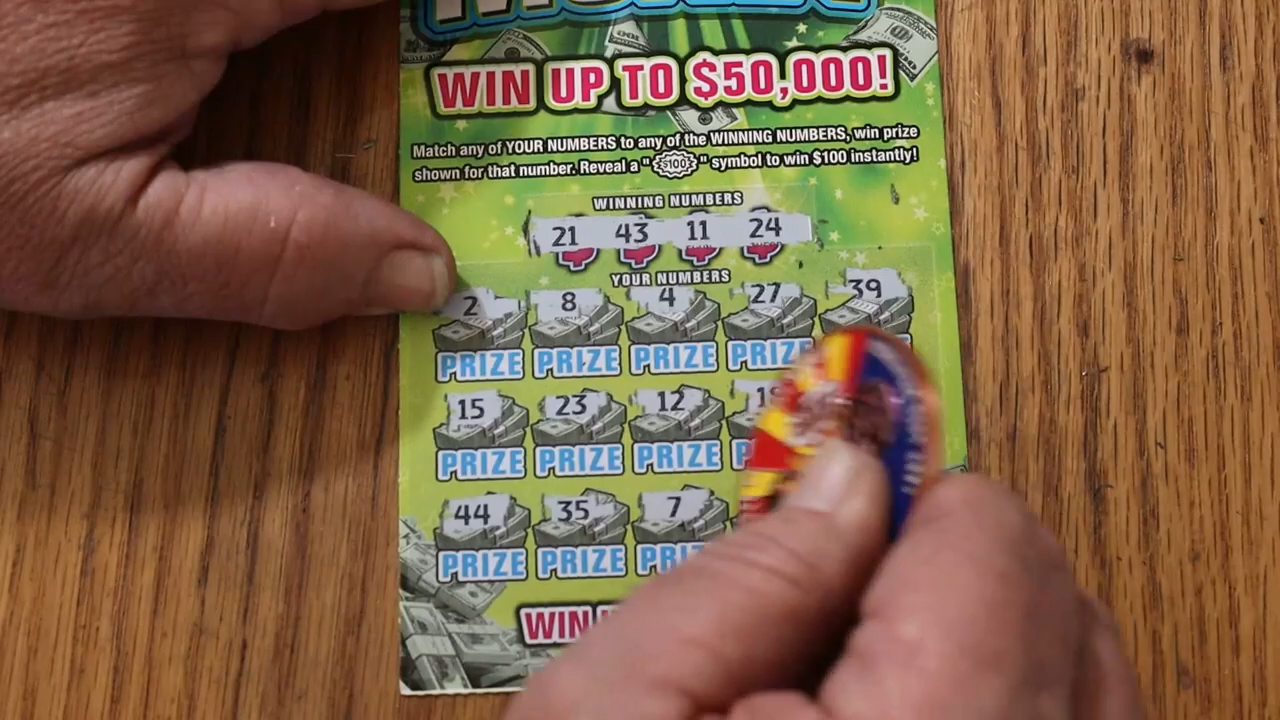 WIN UP TO $50,000!
Match any of YOUR NUMBERS to any of the WINNING NUMBERS, win prize
shown for that number. Reveal a "$100" symbol to win $100 instantly!
WINNING NUMBERS
21 43 11 24
YOUR NUMBERS
2 8 4 27 39
PRIZE PRIZE PRIZE PRIZE
15 23 12
PRIZE PRIZE PRIZE
44 35 7
PRIZE PRIZE
WIN